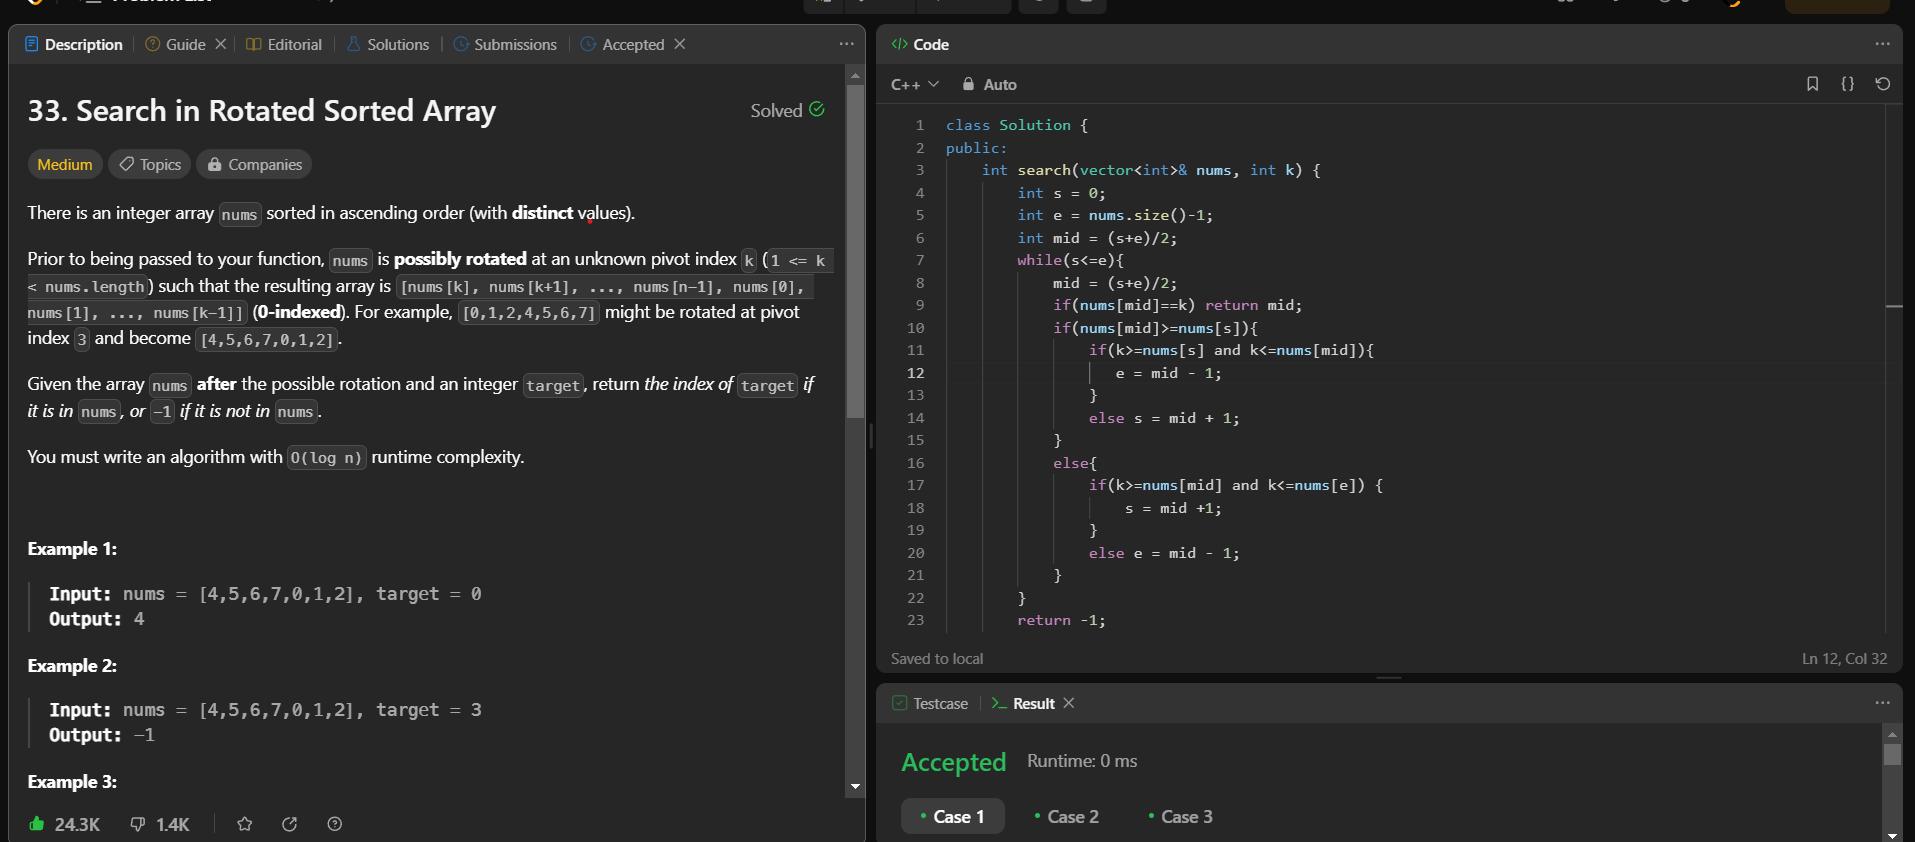 Problem List
Description
Guide
Editorial
Solutions
Submissions
Accepted
33. Search in Rotated Sorted Array
Solved
Medium
Topics
Companies
There is an integer array nums sorted in ascending order (with distinct values).
Prior to being passed to your function, nums is possibly rotated at an unknown pivot index k (1 <= k
< nums.length) such that the resulting array is [nums[k], nums[k+1], ..., nums[n-1], nums[0],
nums[1], ..., nums[k-1]] (0-indexed). For example, [0,1,2,4,5,6,7] might be rotated at pivot
index 3 and become [4,5,6,7,0,1,2].
Given the array nums after the possible rotation and an integer target, return the index of target if
it is in nums, or -1 if it is not in nums.
You must write an algorithm with O(log n) runtime complexity.
Example 1:
Input: nums = [4,5,6,7,0,1,2], target = 0
Output: 4
Example 2:
Input: nums = [4,5,6,7,0,1,2], target = 3
Output: -1
Example 3:
24.3K
1.4K
</> Code
C++
Auto
{}
1 class Solution {
2 public:
3 int search(vector<int>& nums, int k) {
4 int s = 0;
5 int e = nums.size()-1;
6 int mid = (s+e)/2;
7 while(s<=e){
8 mid = (s+e)/2;
9 if(nums[mid]==k) return mid;
10 if(nums[mid]>=nums[s]){
11 if(k>=nums[s] and k<=nums[mid]){
12 e = mid - 1;
13 }
14 else s = mid + 1;
15 }
16 else{
17 if(k>=nums[mid] and k<=nums[e]) {
18 s = mid +1;
19 }
20 else e = mid - 1;
21 }
22 }
23 return -1;
Saved to local
Ln 12, Col 32
Testcase
>_ Result
Accepted
Runtime: 0 ms
• Case 1
• Case 2
• Case 3